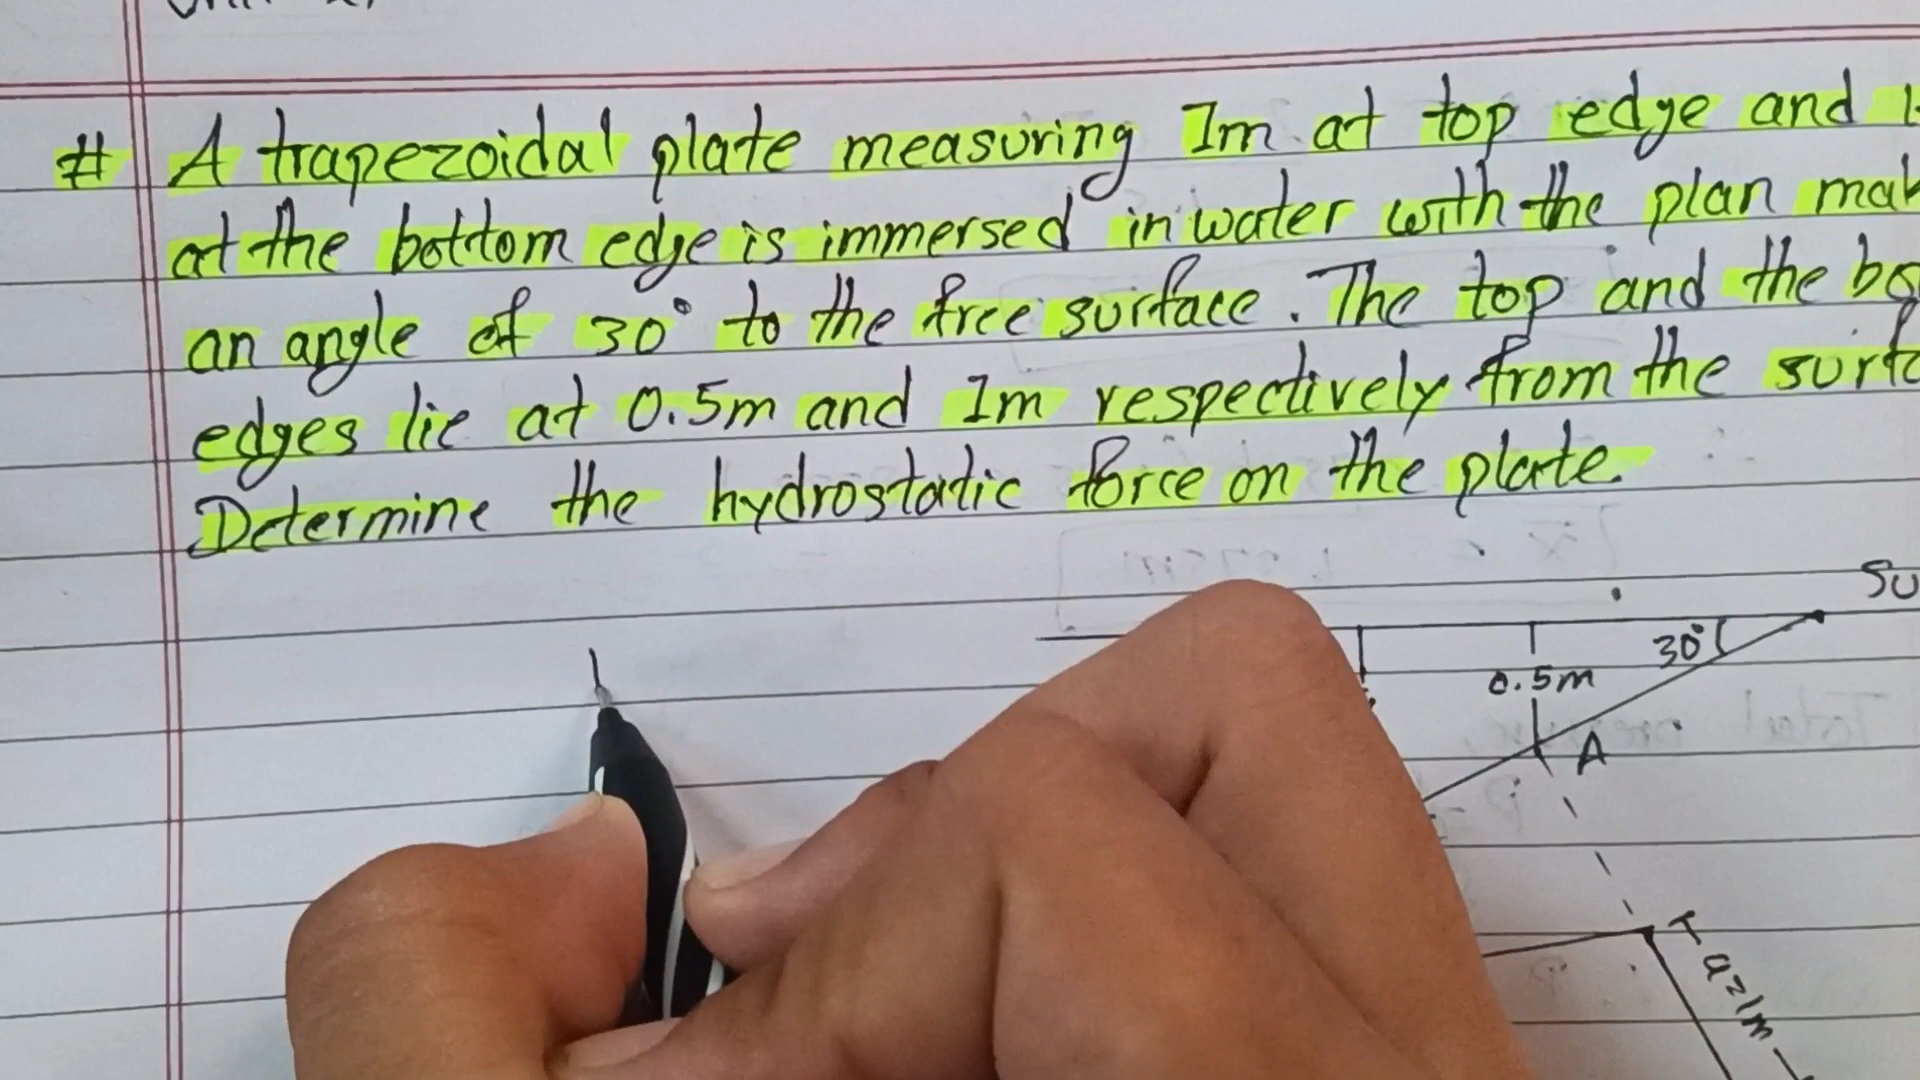 # A trapezoidal plate measuring 1m at top edge and
at the bottom edge is immersed in water with the plan
an angle of 30° to the free surface. The top and the
edges lie at 0.5m and 1m respectively from the
Determine the hydrostatic force on the plate.
30°
0.5m
A
a=1m